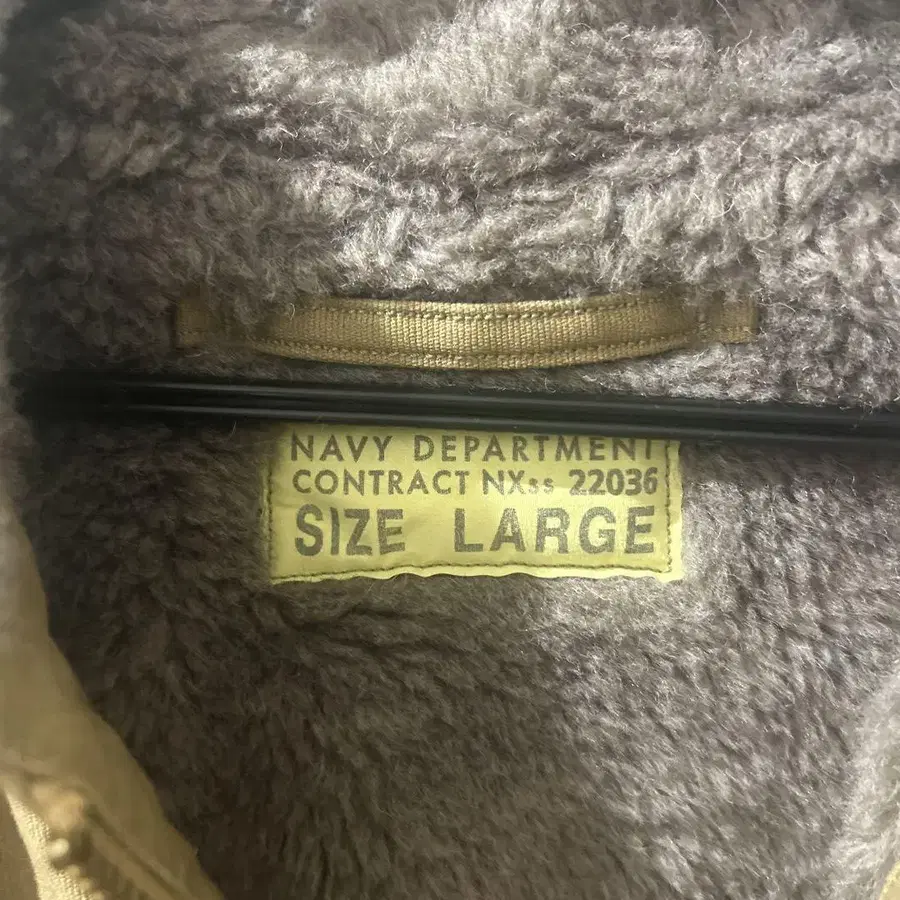 NAVY DEPARTMENT
CONTRACT NXss 22036
SIZE LARGE